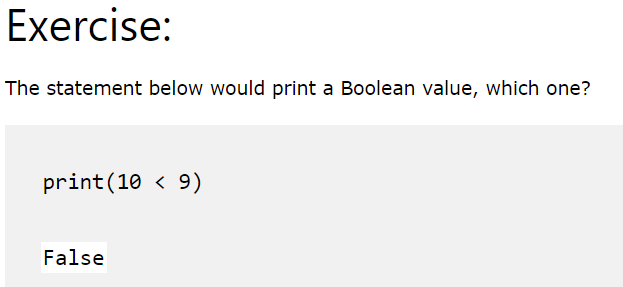 Exercise:
The statement below would print a Boolean value, which one?
print(10 < 9)
False